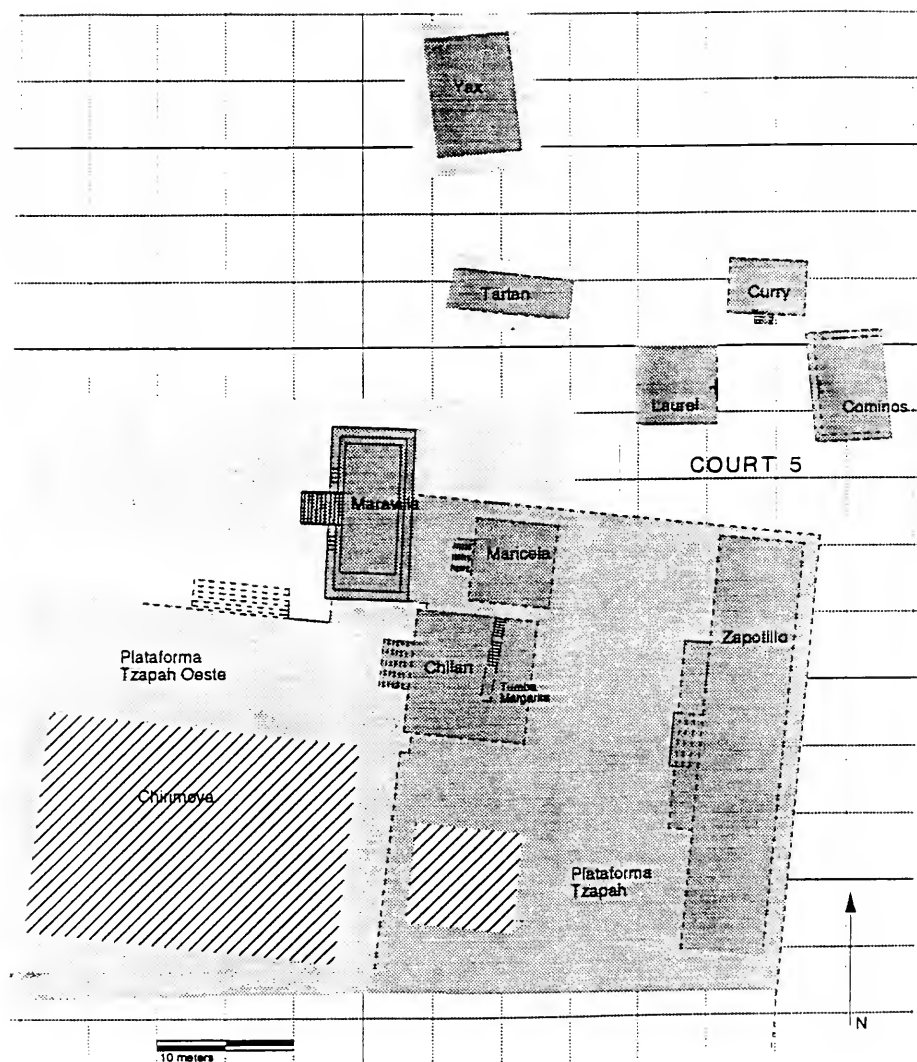 Yax
Tartan
Curry
Laurel
Cominos
COURT 5
Maravilla
Maricela
Zapotillo
Chilan
Plataforma
Tzapah Oeste
Tumba
Margarita
Chirimoya
Plataforma
Tzapah
N
10 meters